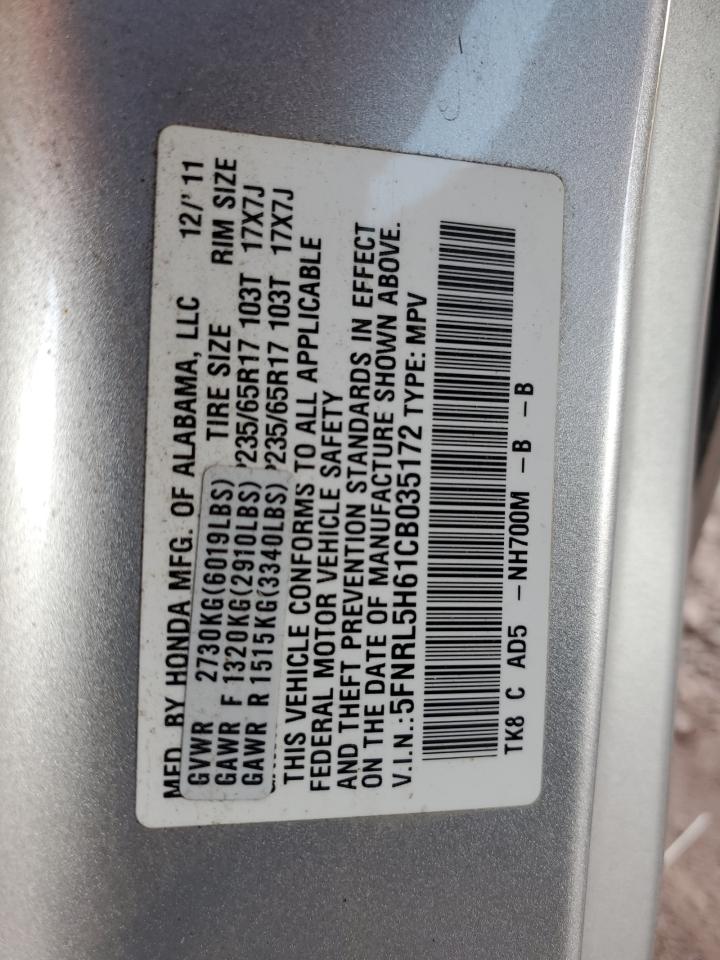 MFD. BY HONDA MFG. OF ALABAMA, LLC 12/'11
GVWR 2730KG(6019LBS) TIRE SIZE RIM SIZE
GAWR F 1320KG(2910LBS) P235/65R17 103T 17X7J
GAWR R 1515KG(3340LBS) P235/65R17 103T 17X7J
THIS VEHICLE CONFORMS TO ALL APPLICABLE
FEDERAL MOTOR VEHICLE SAFETY
AND THEFT PREVENTION STANDARDS IN EFFECT
ON THE DATE OF MANUFACTURE SHOWN ABOVE.
V.I.N.:5FNRL5H61CB035172 TYPE: MPV
TK8 C AD5 -NH700M -B -B